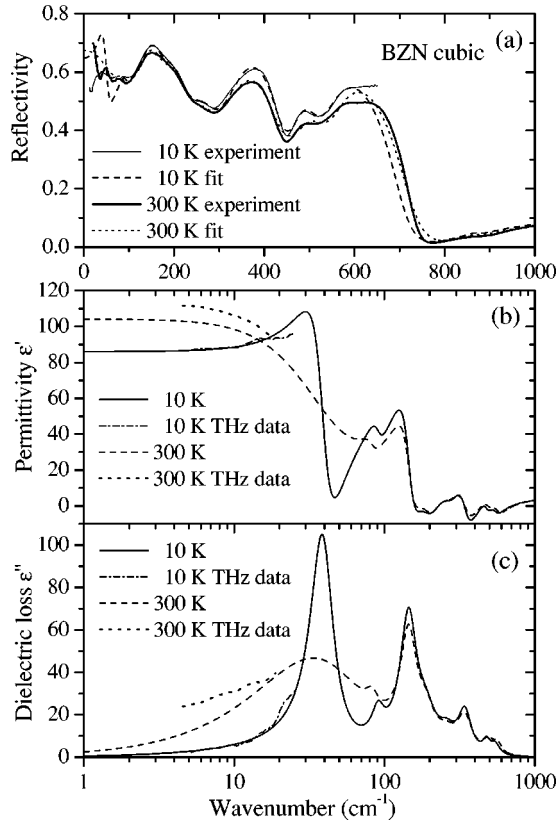 0.8
0.6
0.4
0.2
0.0
Reflectivity
BZN cubic
(a)
10 K experiment
10 K fit
300 K experiment
300 K fit
0
200
400
600
800
1000
120
100
80
60
40
20
0
Permittivity ε'
(b)
10 K
10 K THz data
300 K
300 K THz data
100
80
60
40
20
0
Dielectric loss ε"
(c)
10 K
10 K THz data
300 K
300 K THz data
1
10
100
1000
Wavenumber (cm⁻¹)